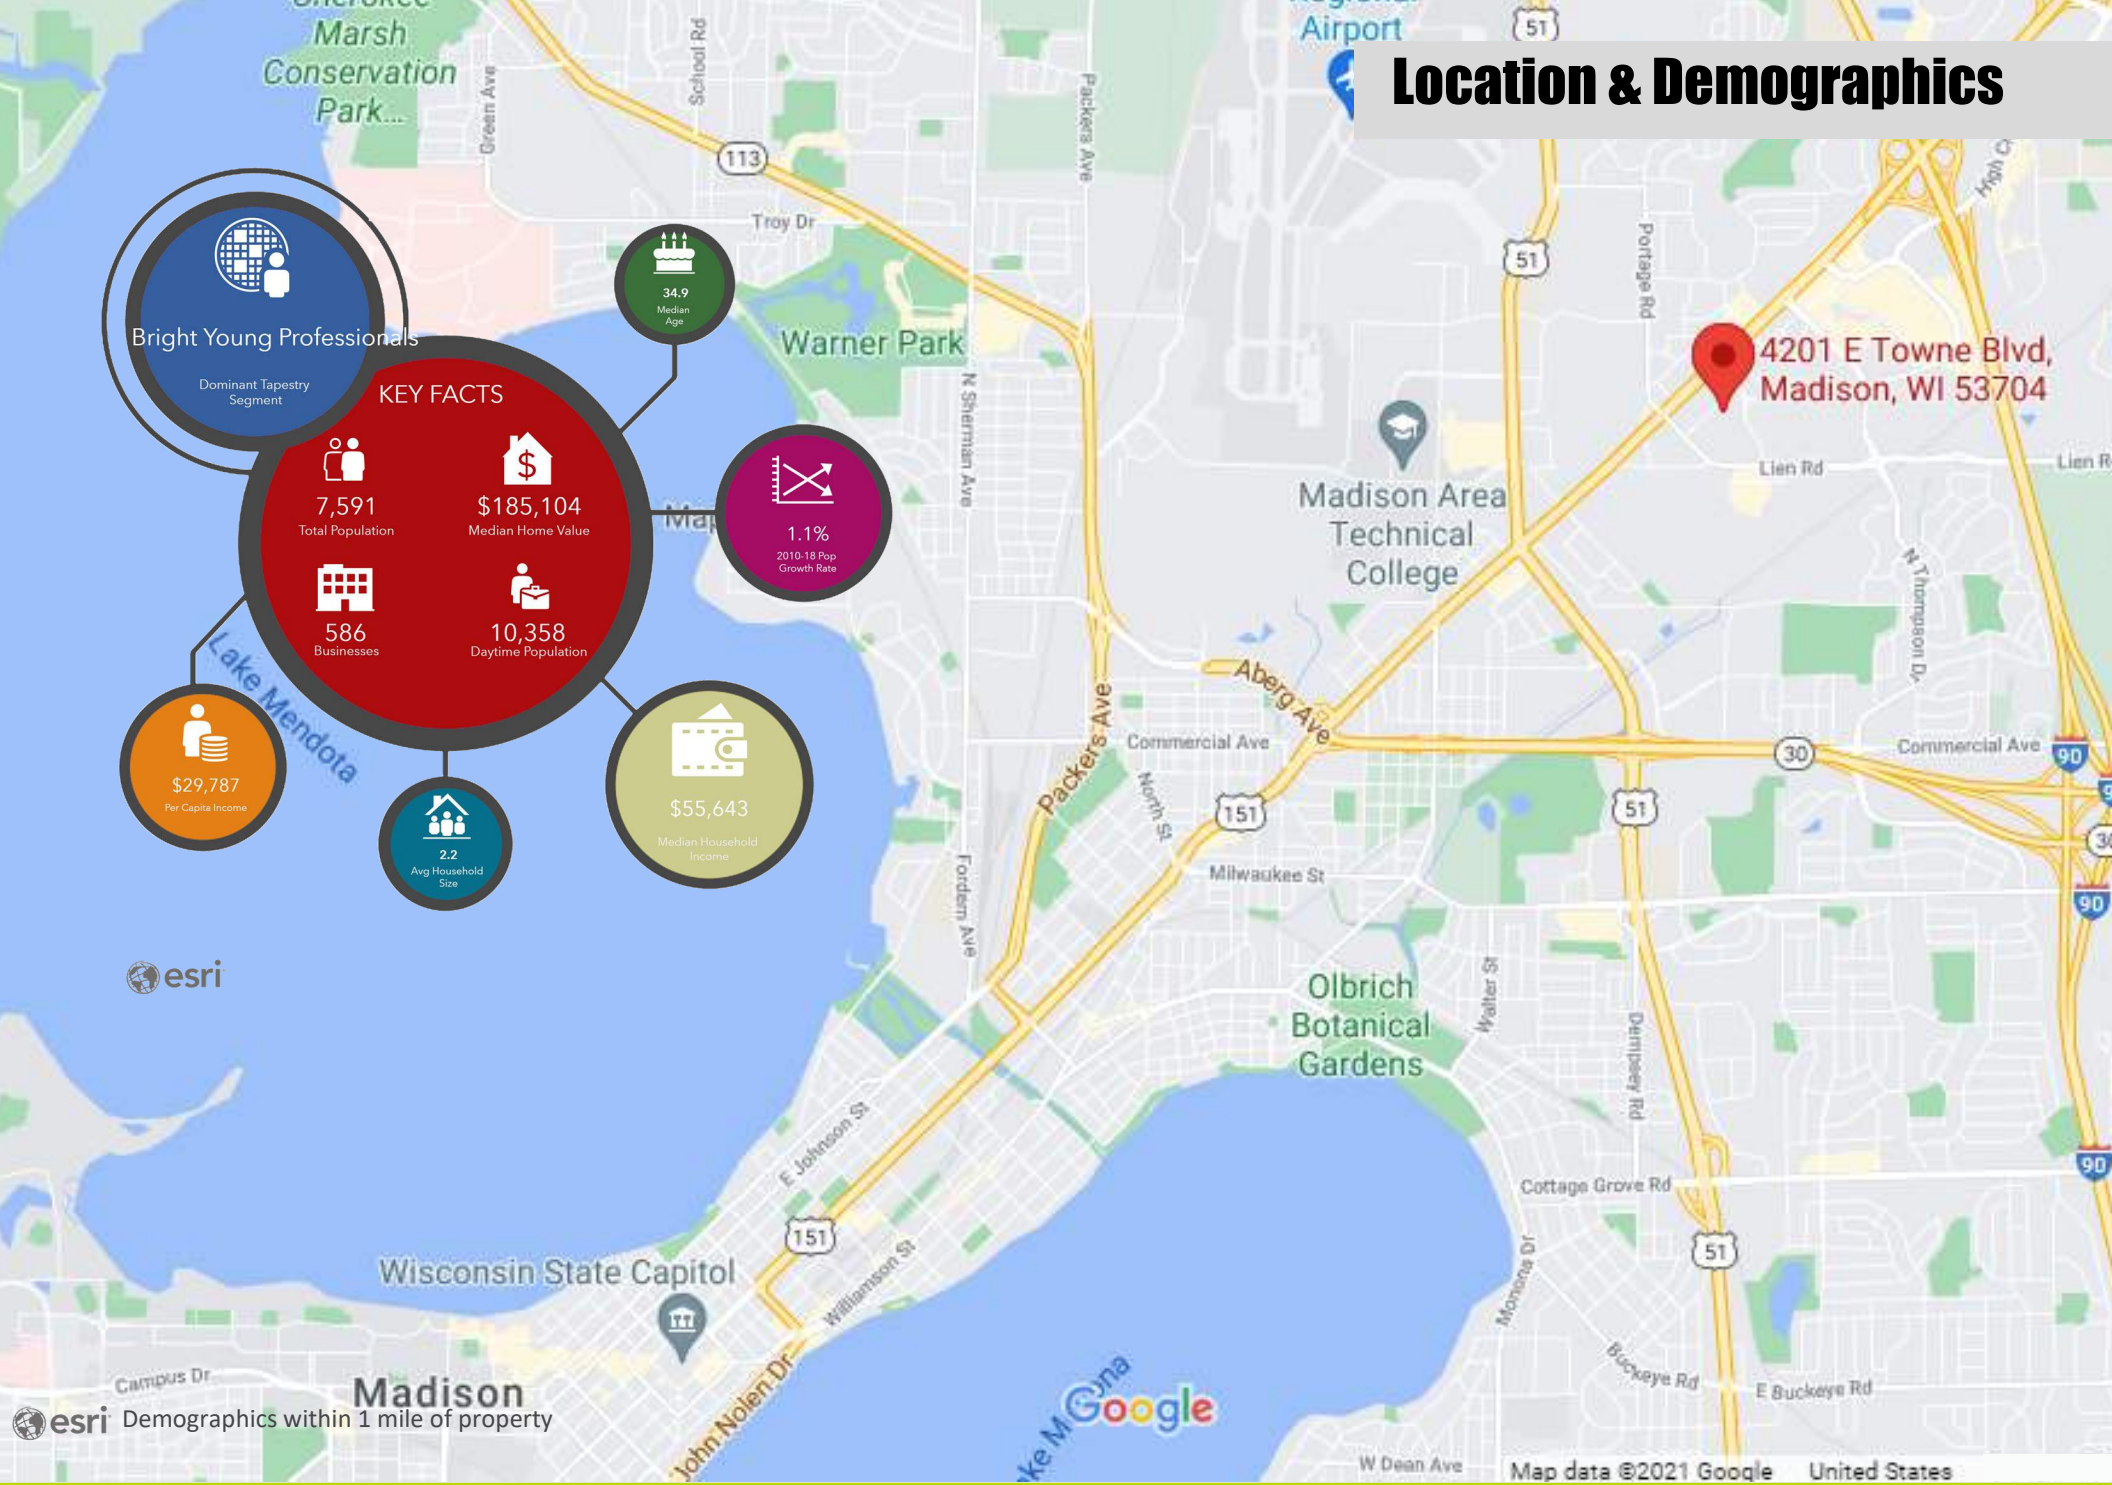 Location & Demographics
Marsh
Conservation
Park...
Green Ave
School Rd
Packers Ave
Airport
51
113
Troy Dr
51
Portage Rd
Warner Park
N Sherman Ave
4201 E Towne Blvd,
Madison, WI 53704
Lien Rd
Madison Area
Technical
College
N Thompson Dr
Bright Young Professionals
Dominant Tapestry
Segment
KEY FACTS
7,591
Total Population
$185,104
Median Home Value
586
Businesses
10,358
Daytime Population
34.9
Median
Age
1.1%
2010-18 Pop
Growth Rate
$29,787
Per Capita Income
2.2
Avg Household
Size
$55,643
Median Household
Income
Lake Mendota
esri
Aberg Ave
Packers Ave
Commercial Ave
30
Commercial Ave
90
North St
151
51
30
Milwaukee St
90
Fordem Ave
Olbrich
Botanical
Gardens
Walter St
Dempsey Rd
E Johnson St
Cottage Grove Rd
90
151
51
Williamson St
Monona Dr
Wisconsin State Capitol
Buckeye Rd
E Buckeye Rd
Campus Dr
Madison
John Nolen Dr
Google
esri Demographics within 1 mile of property
W Dean Ave
Map data ©2021 Google
United States